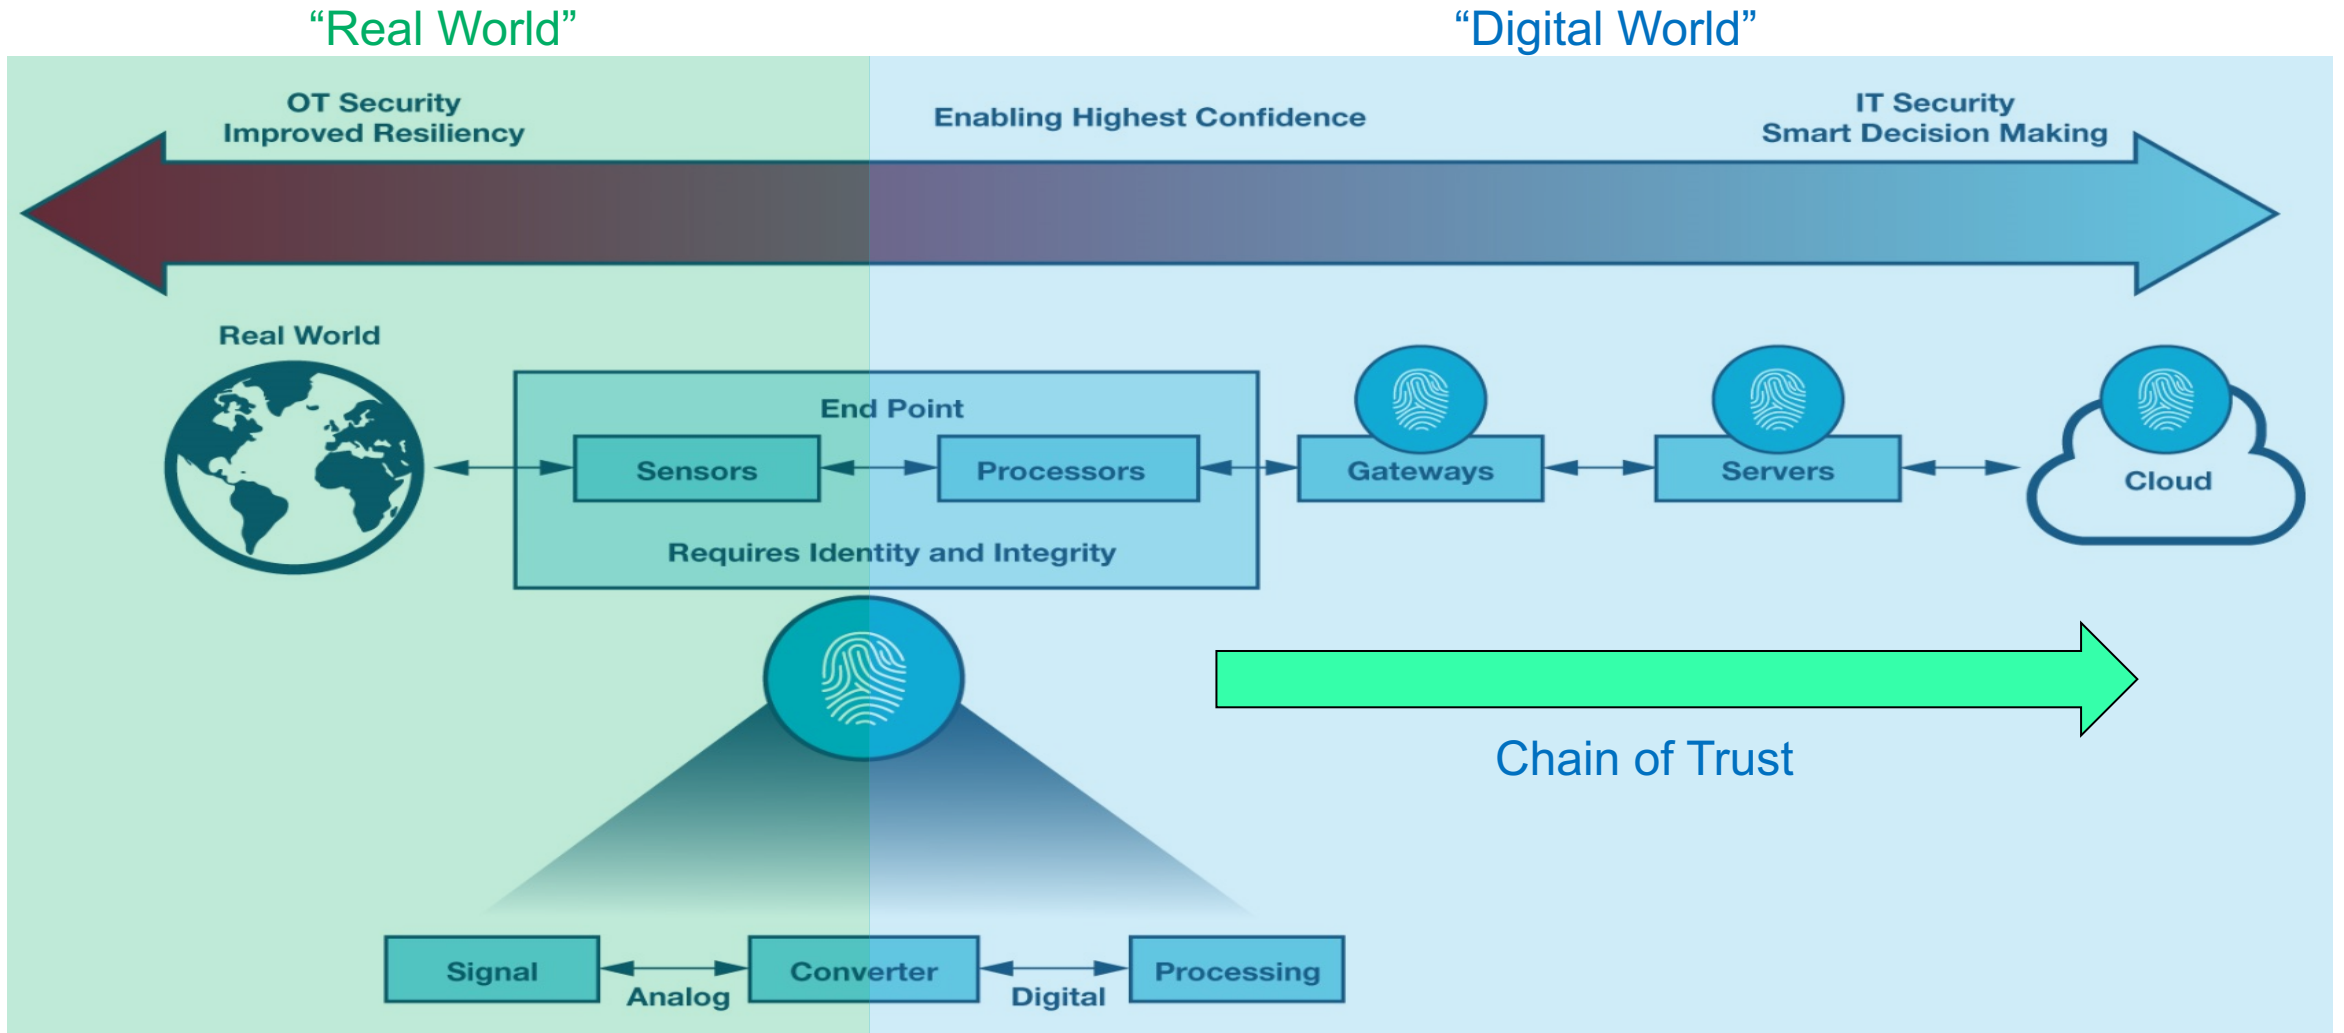 “Real World”
“Digital World”
OT Security
Improved Resiliency
Enabling Highest Confidence
IT Security
Smart Decision Making
Real World
End Point
Sensors
Processors
Gateways
Servers
Cloud
Requires Identity and Integrity
Chain of Trust
Signal
Analog
Converter
Digital
Processing